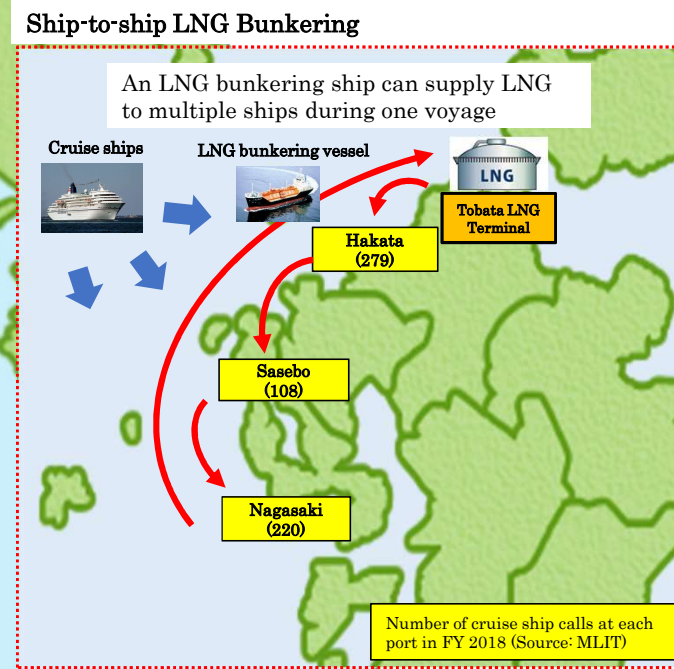 Ship-to-ship LNG Bunkering
An LNG bunkering ship can supply LNG
to multiple ships during one voyage
Cruise ships
LNG bunkering vessel
LNG
Tobata LNG
Terminal
Hakata
(279)
Sasebo
(108)
Nagasaki
(220)
Number of cruise ship calls at each
port in FY 2018 (Source: MLIT)